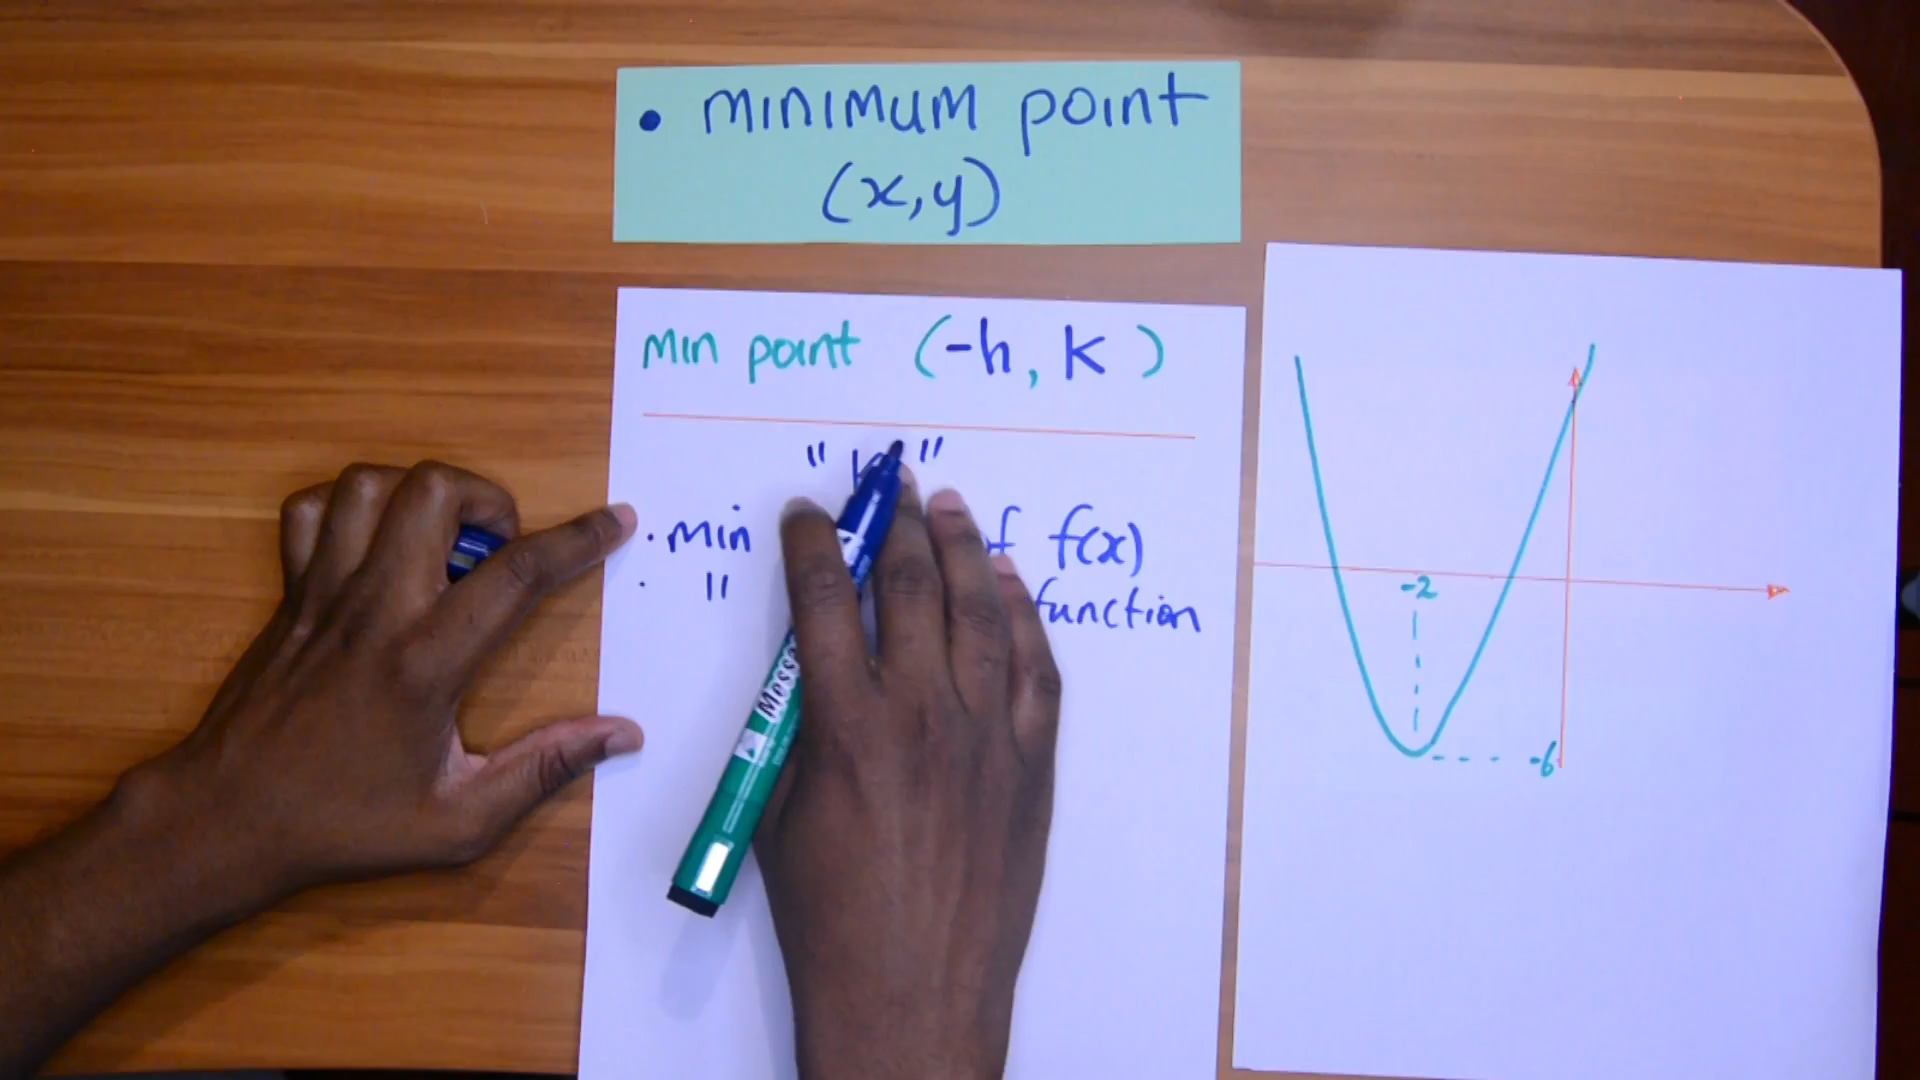 • MINIMUM point
(x,y)
Min point (-h, K)
" "
· Min f(x)
· " function
-2
-6